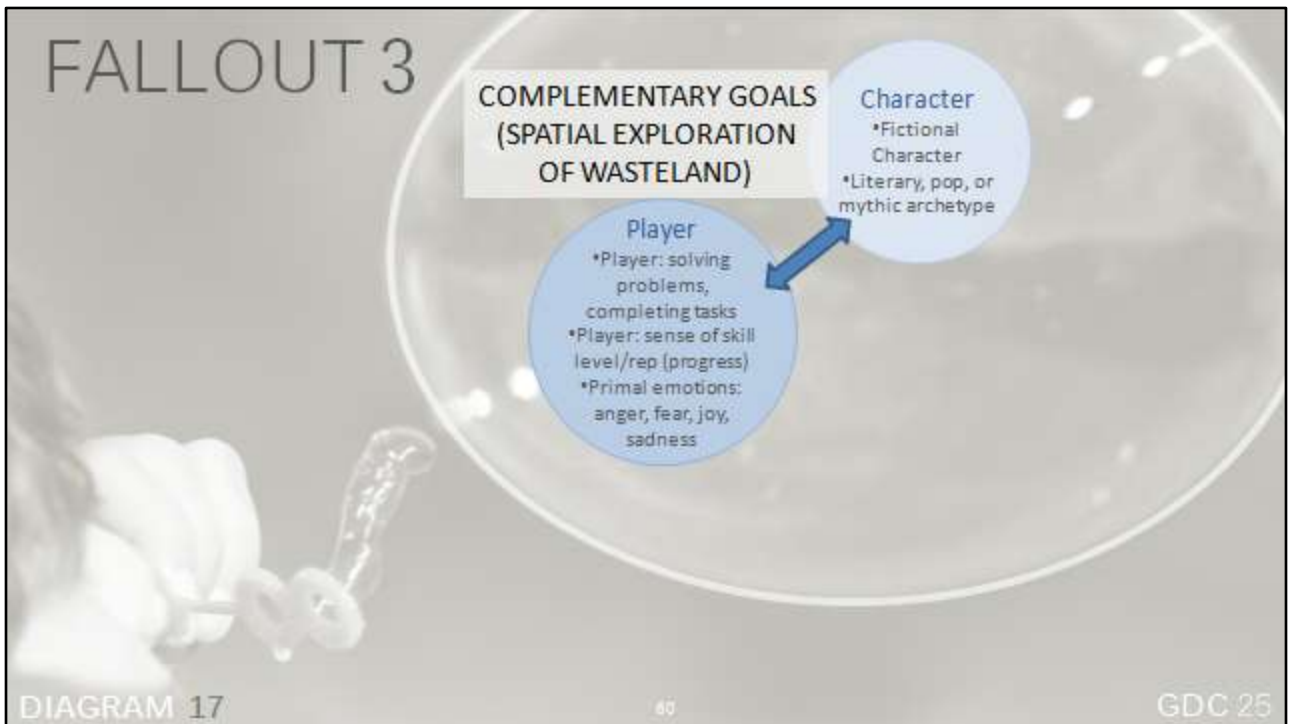 FALLOUT 3
COMPLEMENTARY GOALS
(SPATIAL EXPLORATION
OF WASTELAND)
Character
•Fictional
Character
•Literary, pop, or
mythic archetype
Player
•Player: solving
problems,
completing tasks
•Player: sense of skill
level/rep (progress)
•Primal emotions:
anger, fear, joy,
sadness
DIAGRAM 17
60
GDC 25